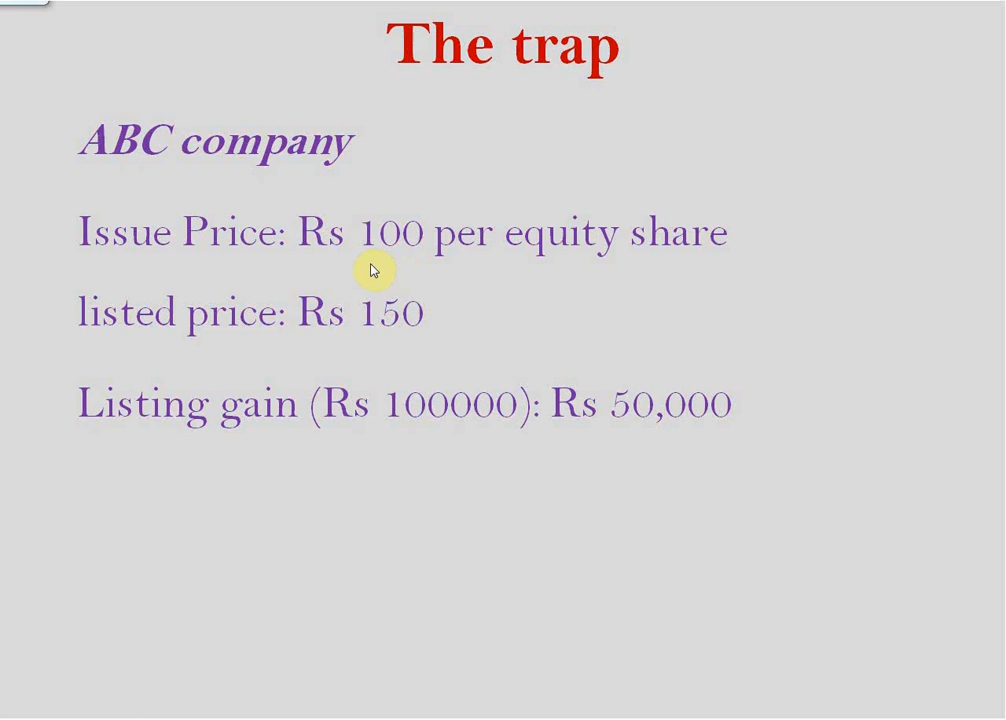 The trap
ABC company
Issue Price: Rs 100 per equity share
listed price: Rs 150
Listing gain (Rs 100000): Rs 50,000